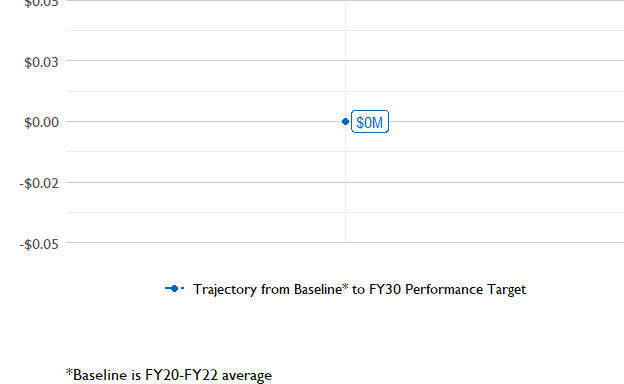 $0.05
$0.03
$0.00
$0M
-$0.02
-$0.05
Trajectory from Baseline* to FY30 Performance Target
*Baseline is FY20-FY22 average